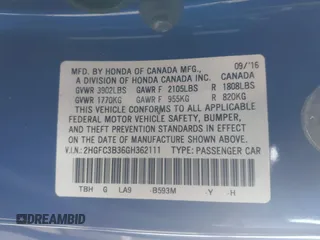 09/'16
MFD. BY HONDA OF CANADA MFG.,
A DIVISION OF HONDA CANADA INC. CANADA
GVWR 3902LBS GAWR F 2105LBS R 1808LBS
GVWR 1770KG GAWR F 955KG R 820KG
THIS VEHICLE CONFORMS TO ALL APPLICABLE
FEDERAL MOTOR VEHICLE SAFETY, BUMPER,
AND THEFT PREVENTION STANDARDS IN EFFECT
ON THE DATE OF MANUFACTURE SHOWN ABOVE.
V.I.N.: 2HGFC3B36GH362111 TYPE: PASSENGER CAR
TBH G LA9 -B593M -Y -H
DREAMBID